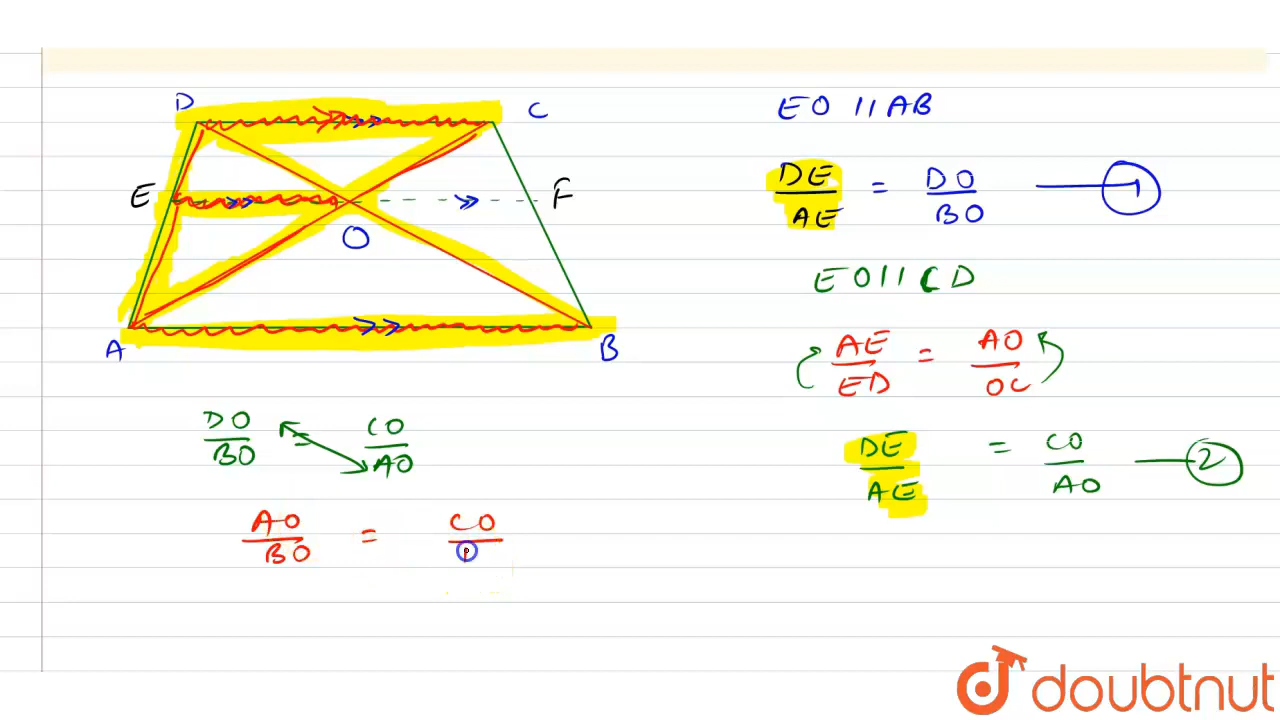 D C
E F
O
A B
EO || AB
DE/AE = DO/BO — 1
EO || CD
AE/ED = AO/OC
DE/AE = CO/AO — 2
DO/BO = CO/AO
AO/BO = CO/
doubtnut